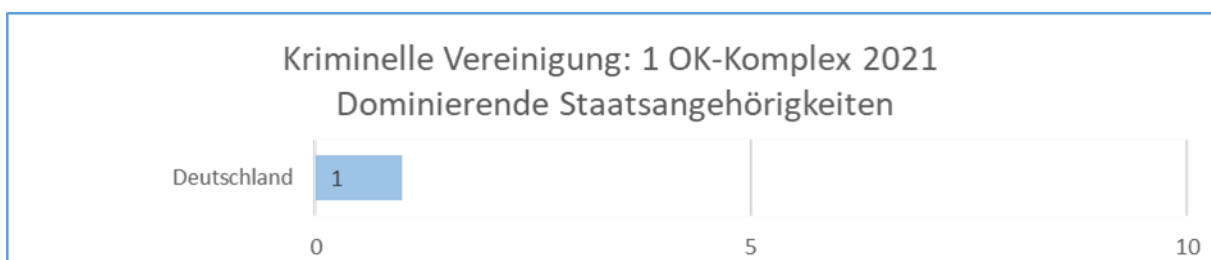 Kriminelle Vereinigung: 1 OK-Komplex 2021
Dominierende Staatsangehörigkeiten
Deutschland 1
0 5 10